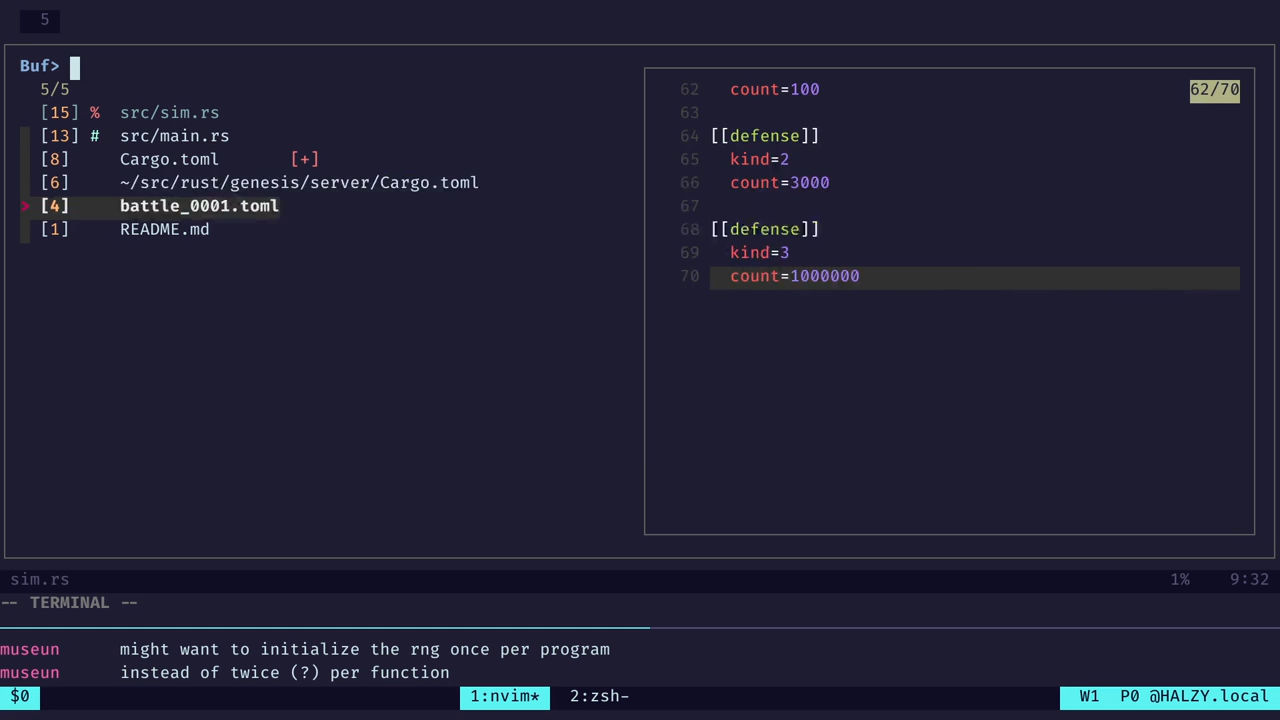 5
Buf>
5/5
[15] % src/sim.rs
[13] # src/main.rs
[8] Cargo.toml [+]
[6] ~/src/rust/genesis/server/Cargo.toml
> [4] battle_0001.toml
[1] README.md
62 count=100 62/70
63
64 [[defense]]
65 kind=2
66 count=3000
67
68 [[defense]]
69 kind=3
70 count=1000000
sim.rs 1% 9:32
-- TERMINAL --
museun might want to initialize the rng once per program
museun instead of twice (?) per function
$0 1:nvim* 2:zsh- W1 P0 @HALZY.local